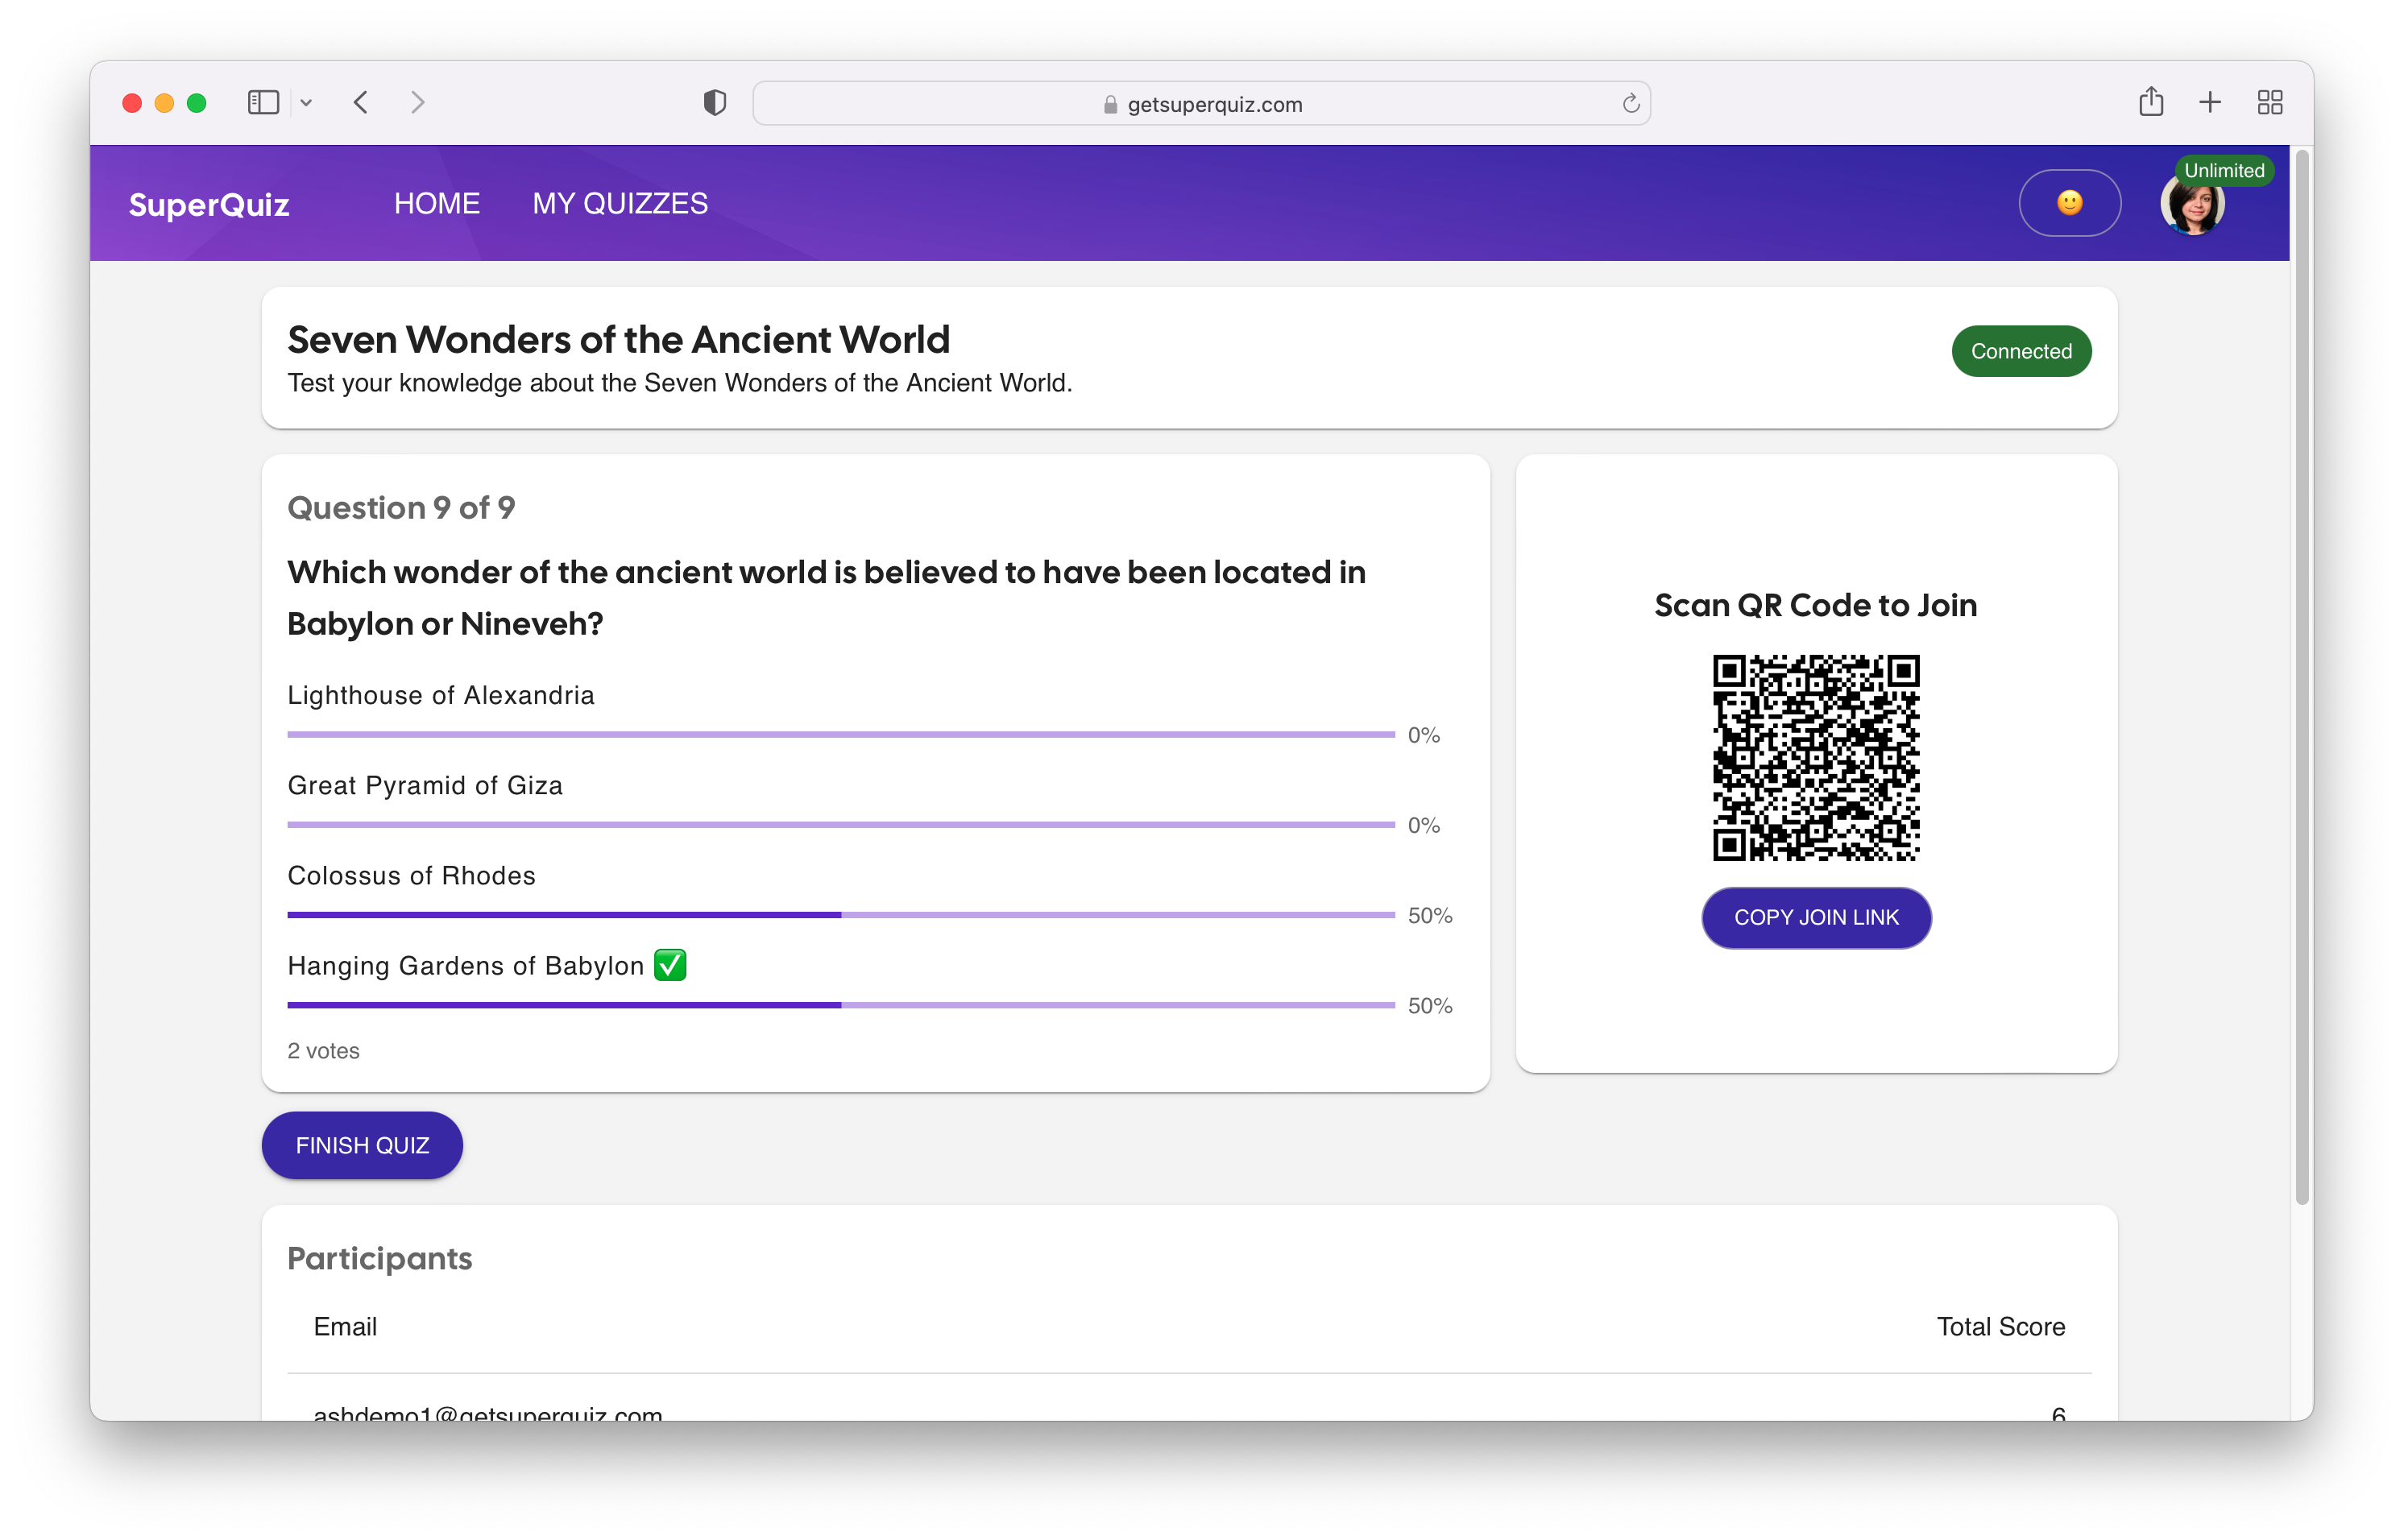 getsuperquiz.com
SuperQuiz
HOME
MY QUIZZES
Unlimited
Seven Wonders of the Ancient World
Test your knowledge about the Seven Wonders of the Ancient World.
Connected
Question 9 of 9
Which wonder of the ancient world is believed to have been located in
Babylon or Nineveh?
Lighthouse of Alexandria
0%
Great Pyramid of Giza
0%
Colossus of Rhodes
50%
Hanging Gardens of Babylon
50%
2 votes
Scan QR Code to Join
COPY JOIN LINK
FINISH QUIZ
Participants
Email
Total Score
ashdemo1@getsuperquiz.com
6